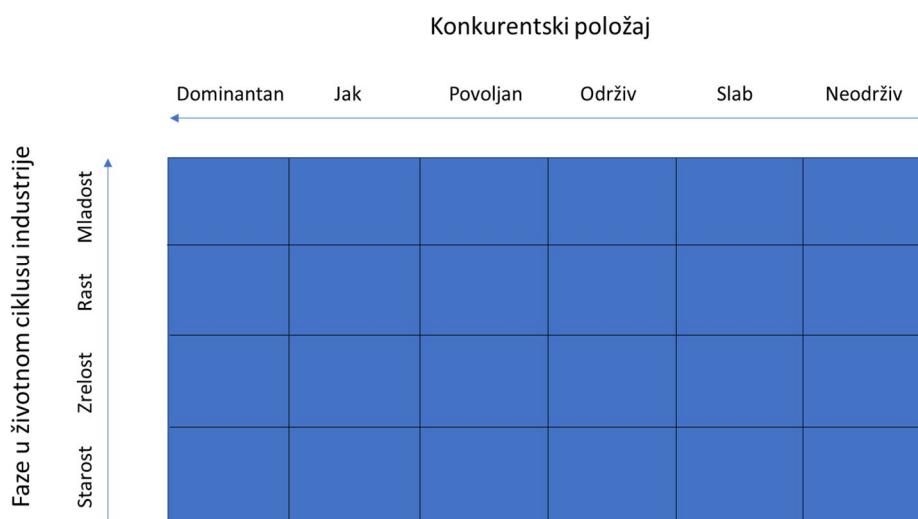 Konkurentski položaj
Dominantan Jak Povoljan Održiv Slab Neodrživ
Faze u životnom ciklusu industrije
Mladost
Rast
Zrelost
Starost